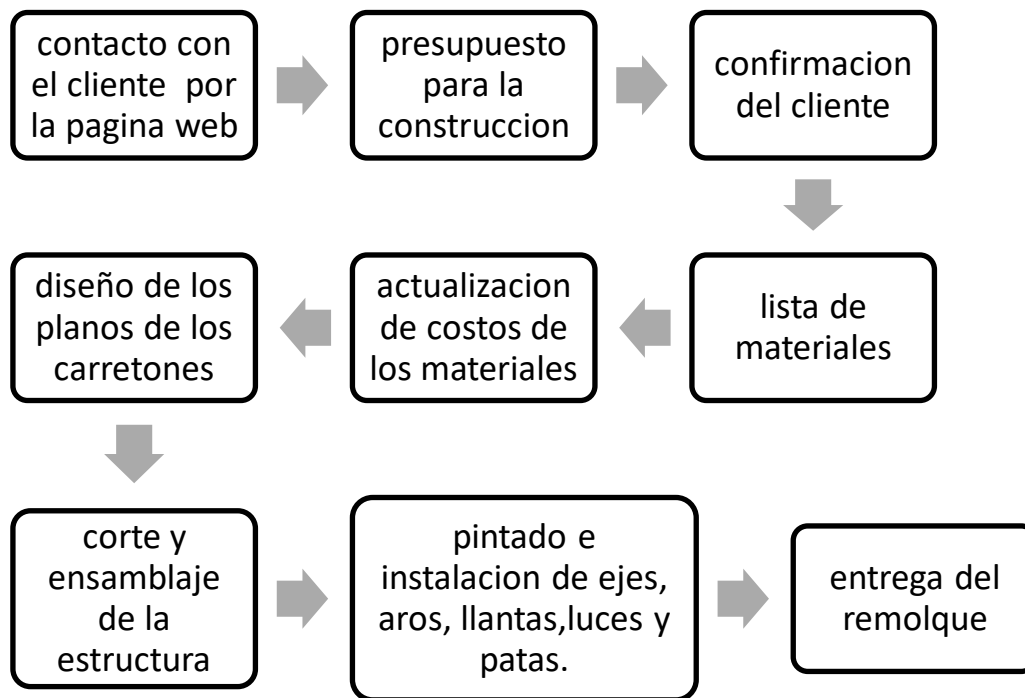 contacto con
el cliente por
la pagina web
presupuesto
para la
construccion
confirmacion
del cliente
lista de
materiales
actualizacion
de costos de
los materiales
diseño de los
planos de los
carretones
corte y
ensamblaje
de la
estructura
pintado e
instalacion de ejes,
aros, llantas,luces y
patas.
entrega del
remolque